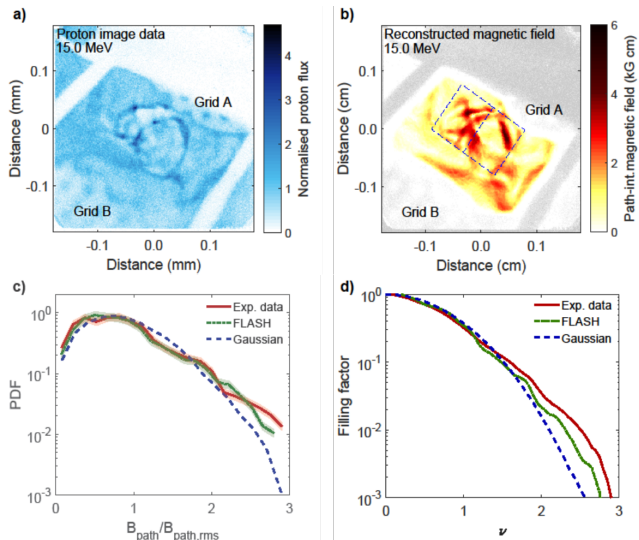 a)
Proton image data
15.0 MeV
Grid A
Grid B
0.1
0.0
-0.1
-0.1
0.0
0.1
Distance (mm)
Distance (cm)
4
3
2
1
0
Normalised proton flux
b)
Reconstructed magnetic field
15.0 MeV
Grid A
Grid B
0.1
0.0
-0.1
-0.1
0.0
0.1
Distance (cm)
Distance (cm)
6
4
2
0
Path-int. magnetic field (kG cm)
c)
Exp. data
FLASH
Gaussian
10⁰
10⁻¹
10⁻²
10⁻³
PDF
0
1
2
3
B_path/B_path,rms
d)
Exp. data
FLASH
Gaussian
10⁰
10⁻¹
10⁻²
10⁻³
Filling factor
0
1
2
3
ν